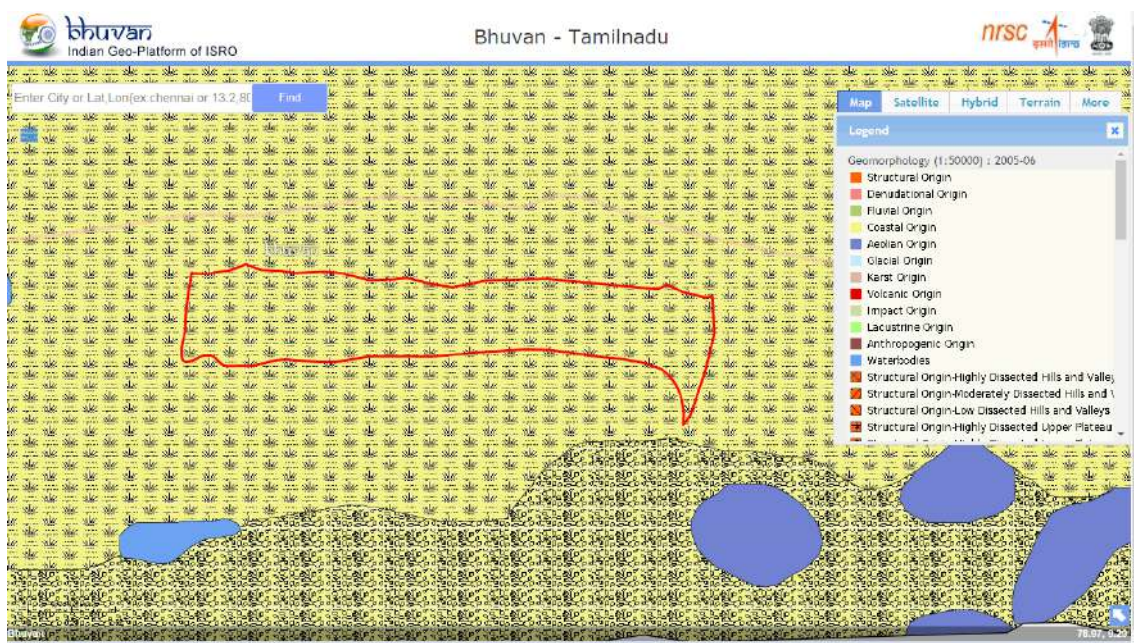 bhuvan
Indian Geo-Platform of ISRO
Bhuvan - Tamilnadu
nrsc
Enter City or Lat,Lon(ex:chennai or 13.2,80
Find
Map Satellite Hybrid Terrain More
Legend
Geomorphology (1:50000) : 2005-06
Structural Origin
Denudational Origin
Fluvial Origin
Coastal Origin
Aeolian Origin
Glacial Origin
Karst Origin
Volcanic Origin
Impact Origin
Lacustrine Origin
Anthropogenic Origin
Waterbodies
Structural Origin-Highly Dissected Hills and Valley
Structural Origin-Moderately Dissected Hills and V
Structural Origin-Low Dissected Hills and Valleys
Structural Origin-Highly Dissected Upper Plateau
Bhuvan